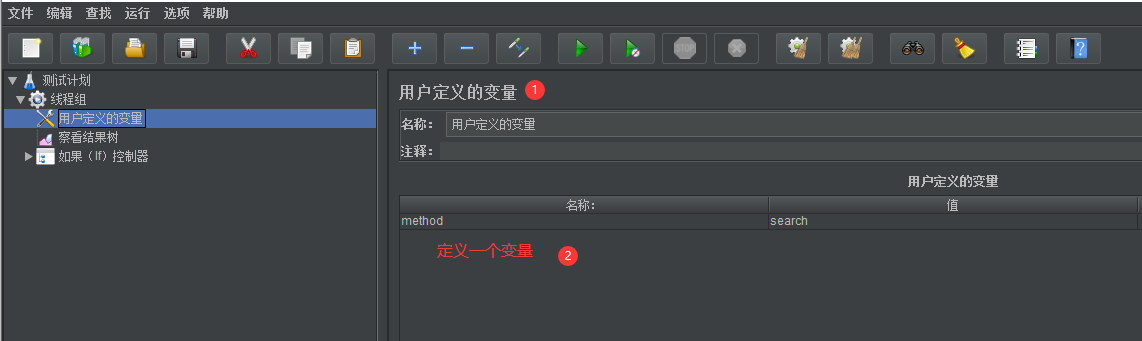 文件 编辑 查找 运行 选项 帮助
STOP
测试计划
线程组
用户定义的变量
察看结果树
如果（If）控制器
用户定义的变量 1
名称： 用户定义的变量
注释：
用户定义的变量
名称： 值
method search
定义一个变量 2